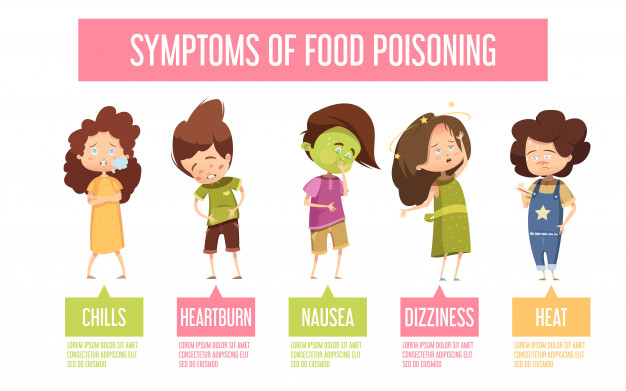 SYMPTOMS OF FOOD POISONING
CHILLS
LOREM IPSUM DOLOR SIT AMET
CONSECTETUR ADIPISCING ELIT
SED DO EIUSMOD
HEARTBURN
LOREM IPSUM DOLOR SIT AMET
CONSECTETUR ADIPISCING ELIT
SED DO EIUSMOD
NAUSEA
LOREM IPSUM DOLOR SIT AMET
CONSECTETUR ADIPISCING ELIT
SED DO EIUSMOD
DIZZINESS
LOREM IPSUM DOLOR SIT AMET
CONSECTETUR ADIPISCING ELIT
SED DO EIUSMOD
HEAT
LOREM IPSUM DOLOR SIT AMET
CONSECTETUR ADIPISCING ELIT
SED DO EIUSMOD